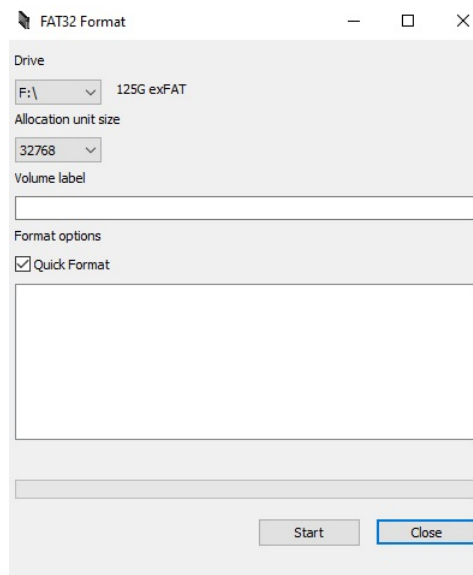 FAT32 Format
Drive
F:\ 125G exFAT
Allocation unit size
32768
Volume label
Format options
Quick Format
Start Close